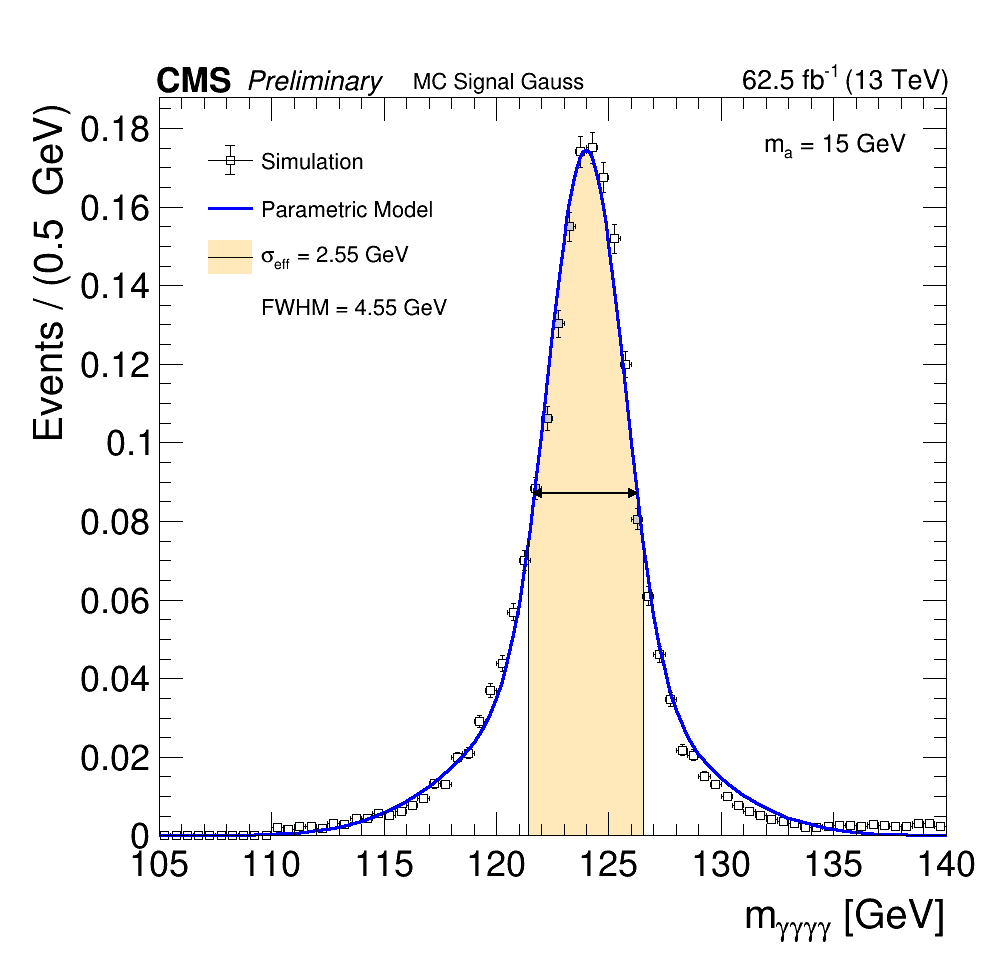 CMS Preliminary MC Signal Gauss 62.5 fb⁻¹ (13 TeV)
Events / (0.5 GeV)
0.18
0.16
0.14
0.12
0.1
0.08
0.06
0.04
0.02
0
Simulation
Parametric Model
σeff = 2.55 GeV
FWHM = 4.55 GeV
mₐ = 15 GeV
105 110 115 120 125 130 135 140
mγγγγ [GeV]